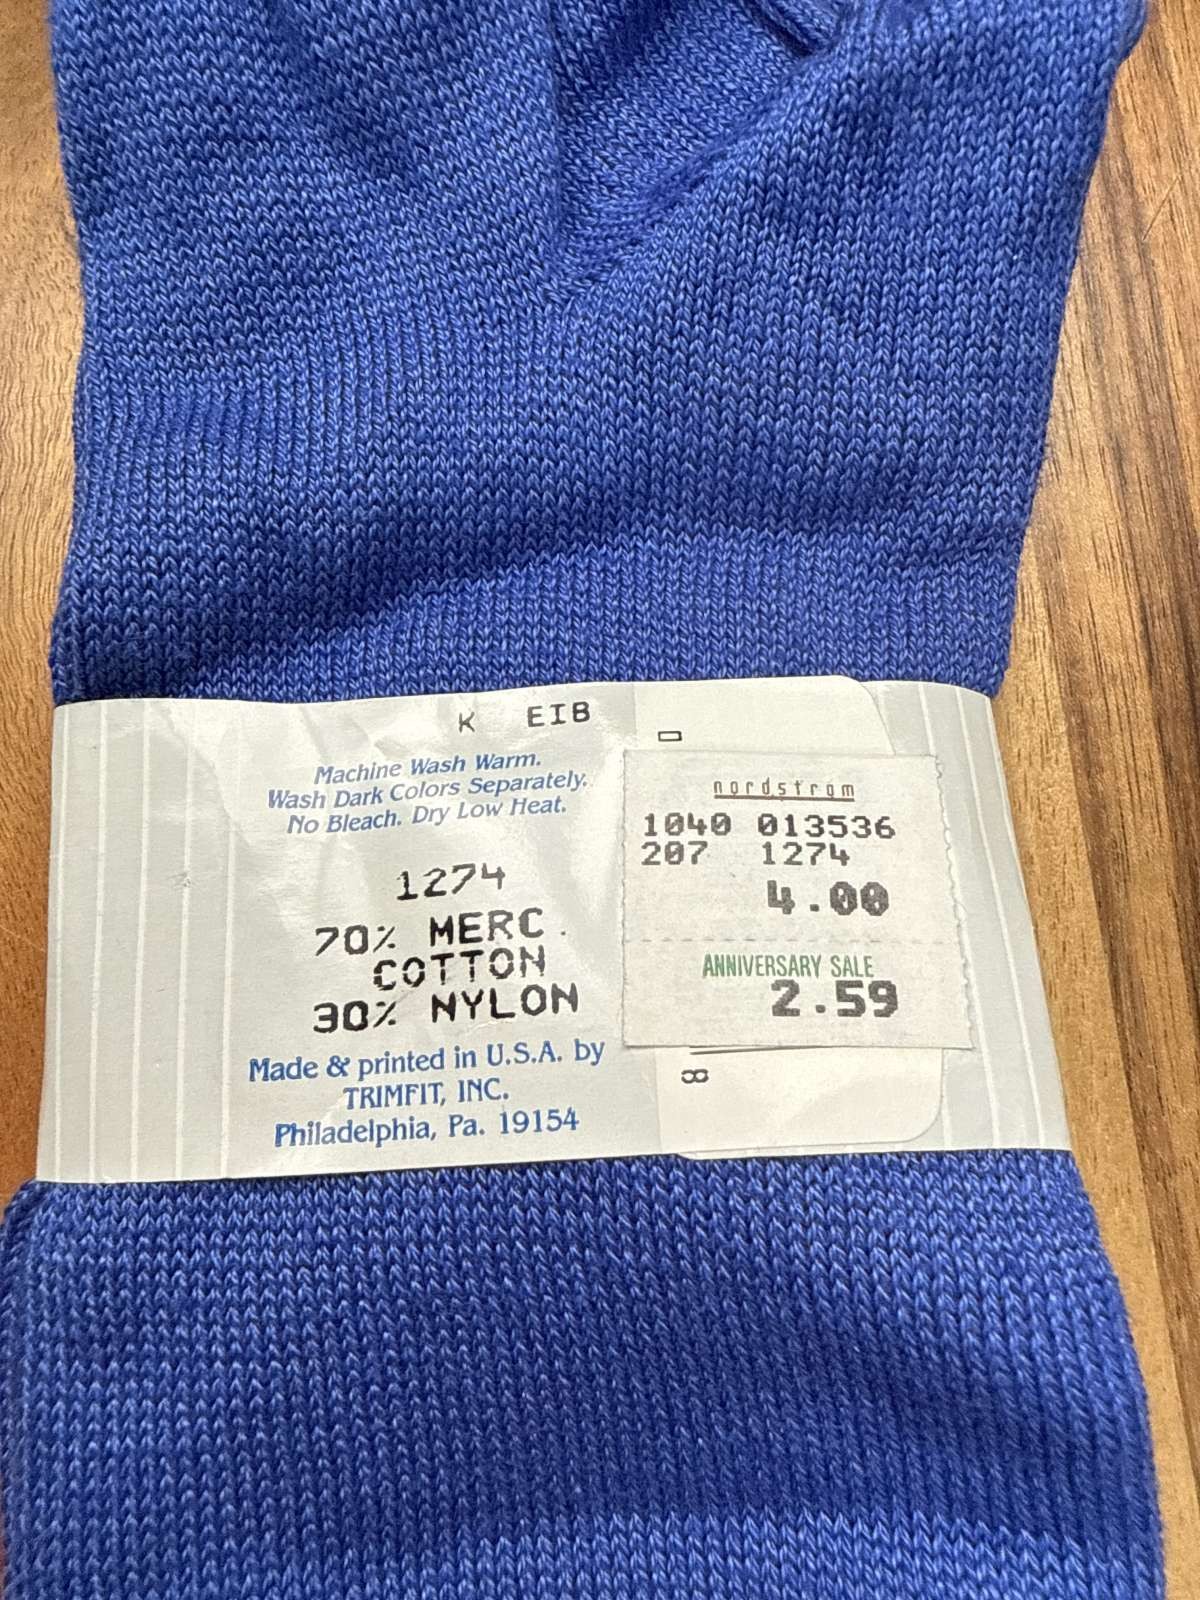 K EIB
Machine Wash Warm.
Wash Dark Colors Separately.
No Bleach. Dry Low Heat.
1274
70% MERC.
COTTON
30% NYLON
Made & printed in U.S.A. by
TRIMFIT, INC.
Philadelphia, Pa. 19154
0
nordstrom
1040 013536
207 1274
4.00
ANNIVERSARY SALE
2.59
8